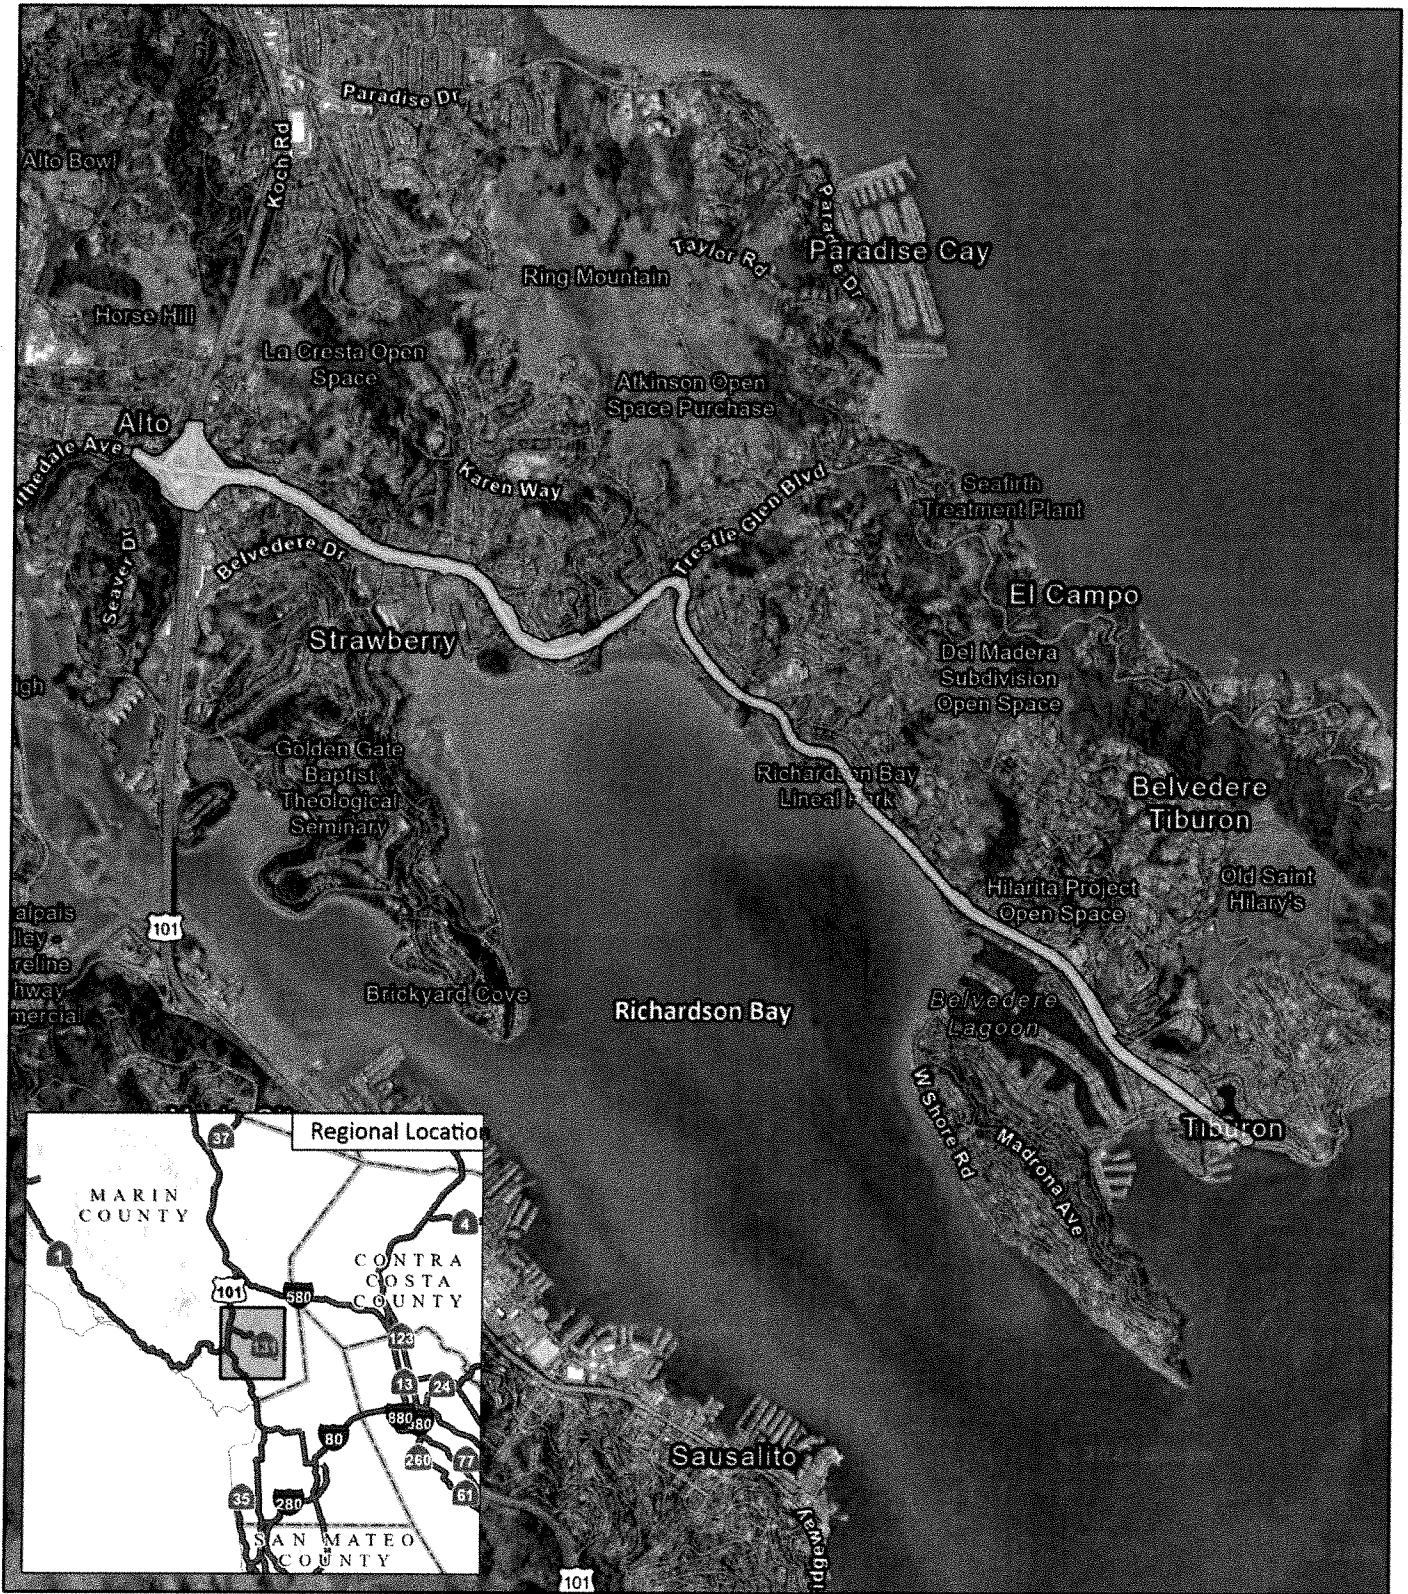 Paradise Dr
Koch Rd
Alto Bowl
Paradise Dr
Paradise Cay
Taylor Rd
Ring Mountain
Horse Hill
La Cresta Open
Space
Atkinson Open
Space Purchase
Alto
Karen Way
Trestle Glen Blvd
Seafirth
Treatment Plant
Seaver Dr
Belvedere Dr
El Campo
Strawberry
Del Madera
Subdivision
Open Space
Golden Gate
Baptist
Theological
Seminary
Richardson Bay
Lineal Park
Belvedere
Tiburon
Hilarita Project
Open Space
Old Saint
Hilary's
101
Brickyard Cove
Richardson Bay
Belvedere
Lagoon
W Shore Rd
Madrona Ave
Tiburon
Regional Location
37
MARIN
COUNTY
4
1
CONTRA
COSTA
COUNTY
101
580
131
123
13
24
880
80
260
77
35
280
61
SAN MATEO
COUNTY
Sausalito
101